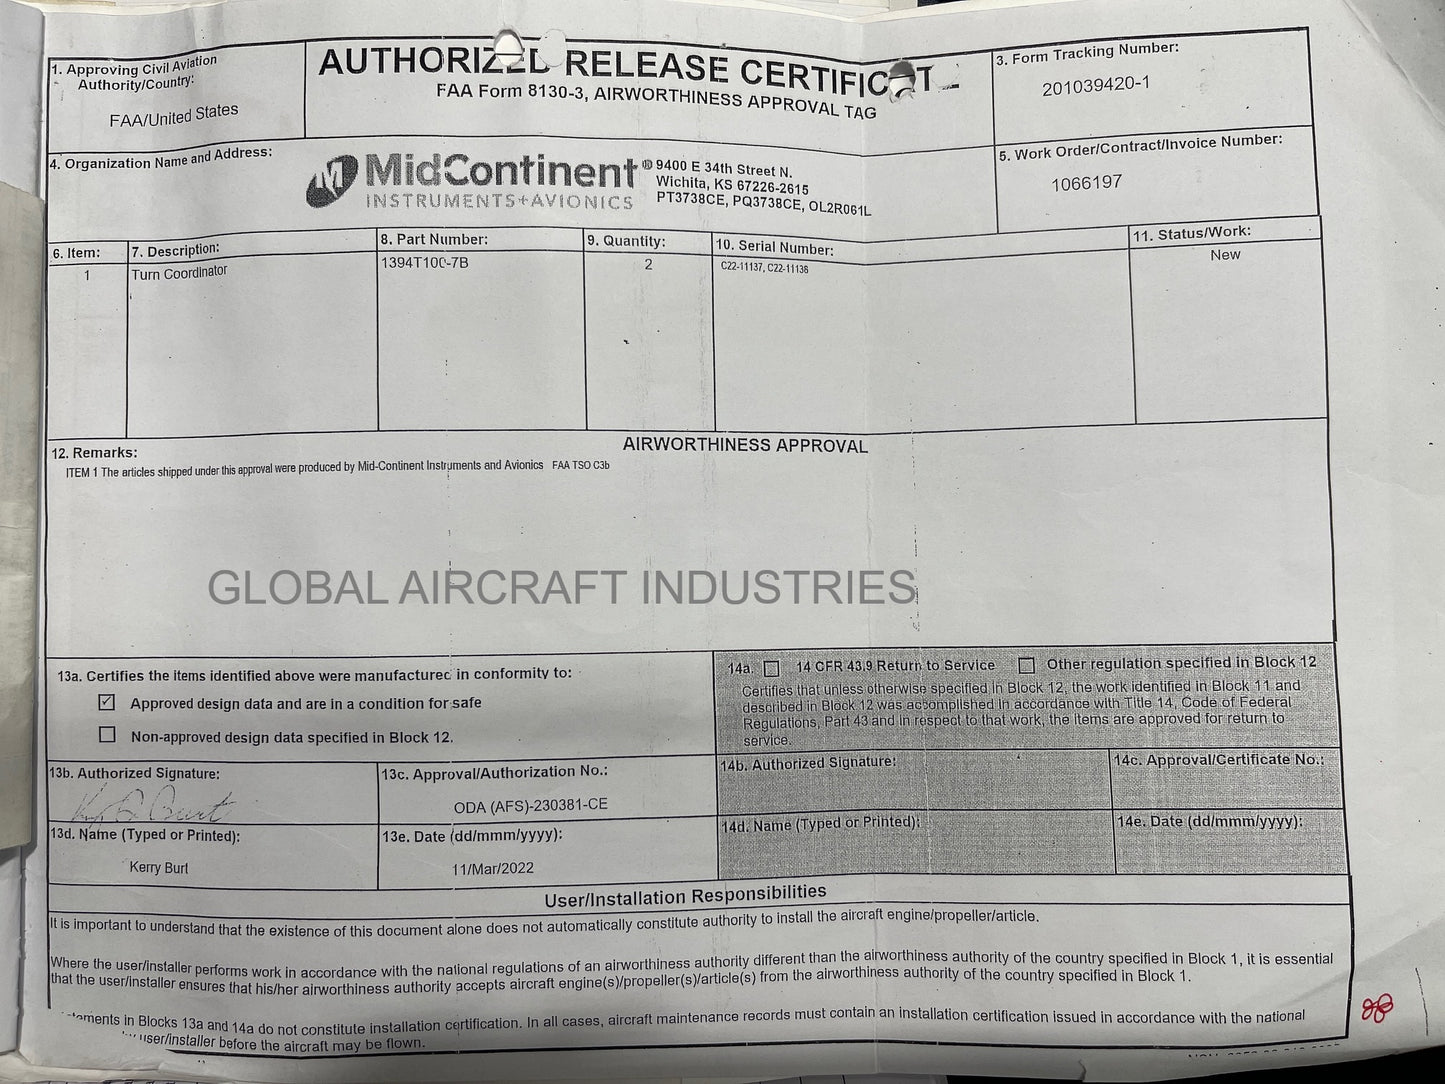 1. Approving Civil Aviation
Authority/Country:
FAA/United States
AUTHORIZED RELEASE CERTIFICATE
FAA Form 8130-3, AIRWORTHINESS APPROVAL TAG
3. Form Tracking Number:
201039420-1
4. Organization Name and Address:
MidContinent®
INSTRUMENTS+AVIONICS
9400 E 34th Street N.
Wichita, KS 67226-2615
PT3738CE, PQ3738CE, OL2R061L
5. Work Order/Contract/Invoice Number:
1066197
6. Item: 7. Description: 8. Part Number: 9. Quantity: 10. Serial Number: 11. Status/Work:
1 Turn Coordinator 1394T100-7B 2 C22-11137, C22-11138 New
AIRWORTHINESS APPROVAL
12. Remarks:
ITEM 1 The articles shipped under this approval were produced by Mid-Continent Instruments and Avionics FAA TSO C3b
GLOBAL AIRCRAFT INDUSTRIES
13a. Certifies the items identified above were manufactured in conformity to:
Approved design data and are in a condition for safe
Non-approved design data specified in Block 12.
14a. 14 CFR 43.9 Return to Service Other regulation specified in Block 12
Certifies that unless otherwise specified in Block 12, the work identified in Block 11 and
described in Block 12 was accomplished in accordance with Title 14, Code of Federal
Regulations, Part 43 and in respect to that work, the items are approved for return to
service.
13b. Authorized Signature:
13c. Approval/Authorization No.:
ODA (AFS)-230381-CE
14b. Authorized Signature:
14c. Approval/Certificate No.:
13d. Name (Typed or Printed):
Kerry Burt
13e. Date (dd/mmm/yyyy):
11/Mar/2022
14d. Name (Typed or Printed):
14e. Date (dd/mmm/yyyy):
User/Installation Responsibilities
It is important to understand that the existence of this document alone does not automatically constitute authority to install the aircraft engine/propeller/article.
Where the user/installer performs work in accordance with the national regulations of an airworthiness authority different than the airworthiness authority of the country specified in Block 1, it is essential
that the user/installer ensures that his/her airworthiness authority accepts aircraft engine(s)/propeller(s)/article(s) from the airworthiness authority of the country specified in Block 1.
in Blocks 13a and 14a do not constitute installation certification. In all cases, aircraft maintenance records must contain an installation certification issued in accordance with the national
user/installer before the aircraft may be flown.